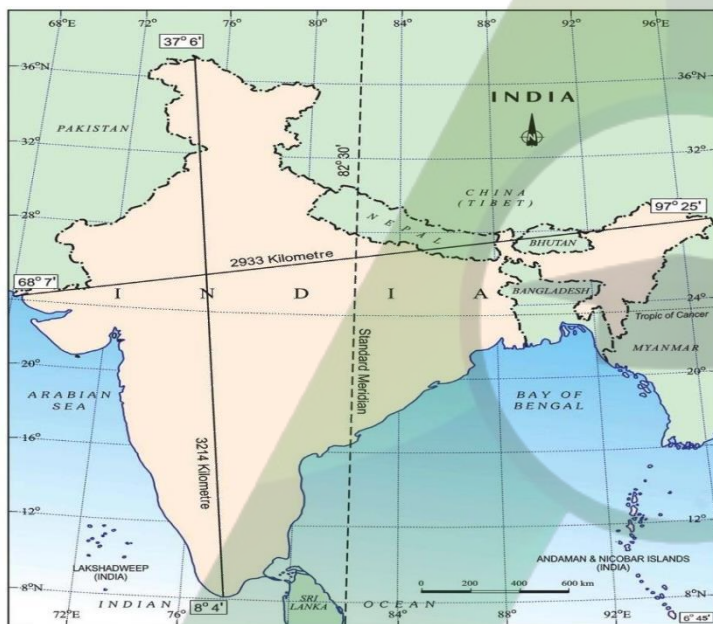 68°E
72°
76°
80°
84°
88°
92°
96°E
37° 6'
36°N
36°N
INDIA
N
PAKISTAN
32°
32°
82° 30'
CHINA
(TIBET)
28°
NEPAL
97° 25'
BHUTAN
2933 Kilometre
68° 7'
INDIA
BANGLADESH
24°
Tropic of Cancer
Standard Meridian
MYANMAR
20°
20°
ARABIAN
SEA
BAY OF
BENGAL
16°
16°
3214 Kilometre
12°
12°
LAKSHADWEEP
(INDIA)
ANDAMAN & NICOBAR ISLANDS
(INDIA)
0 200 400 600 km
8°N
8°N
8° 4'
SRI
LANKA
INDIAN OCEAN
72°E
76°
80°
84°
88°
92°E
6° 45'